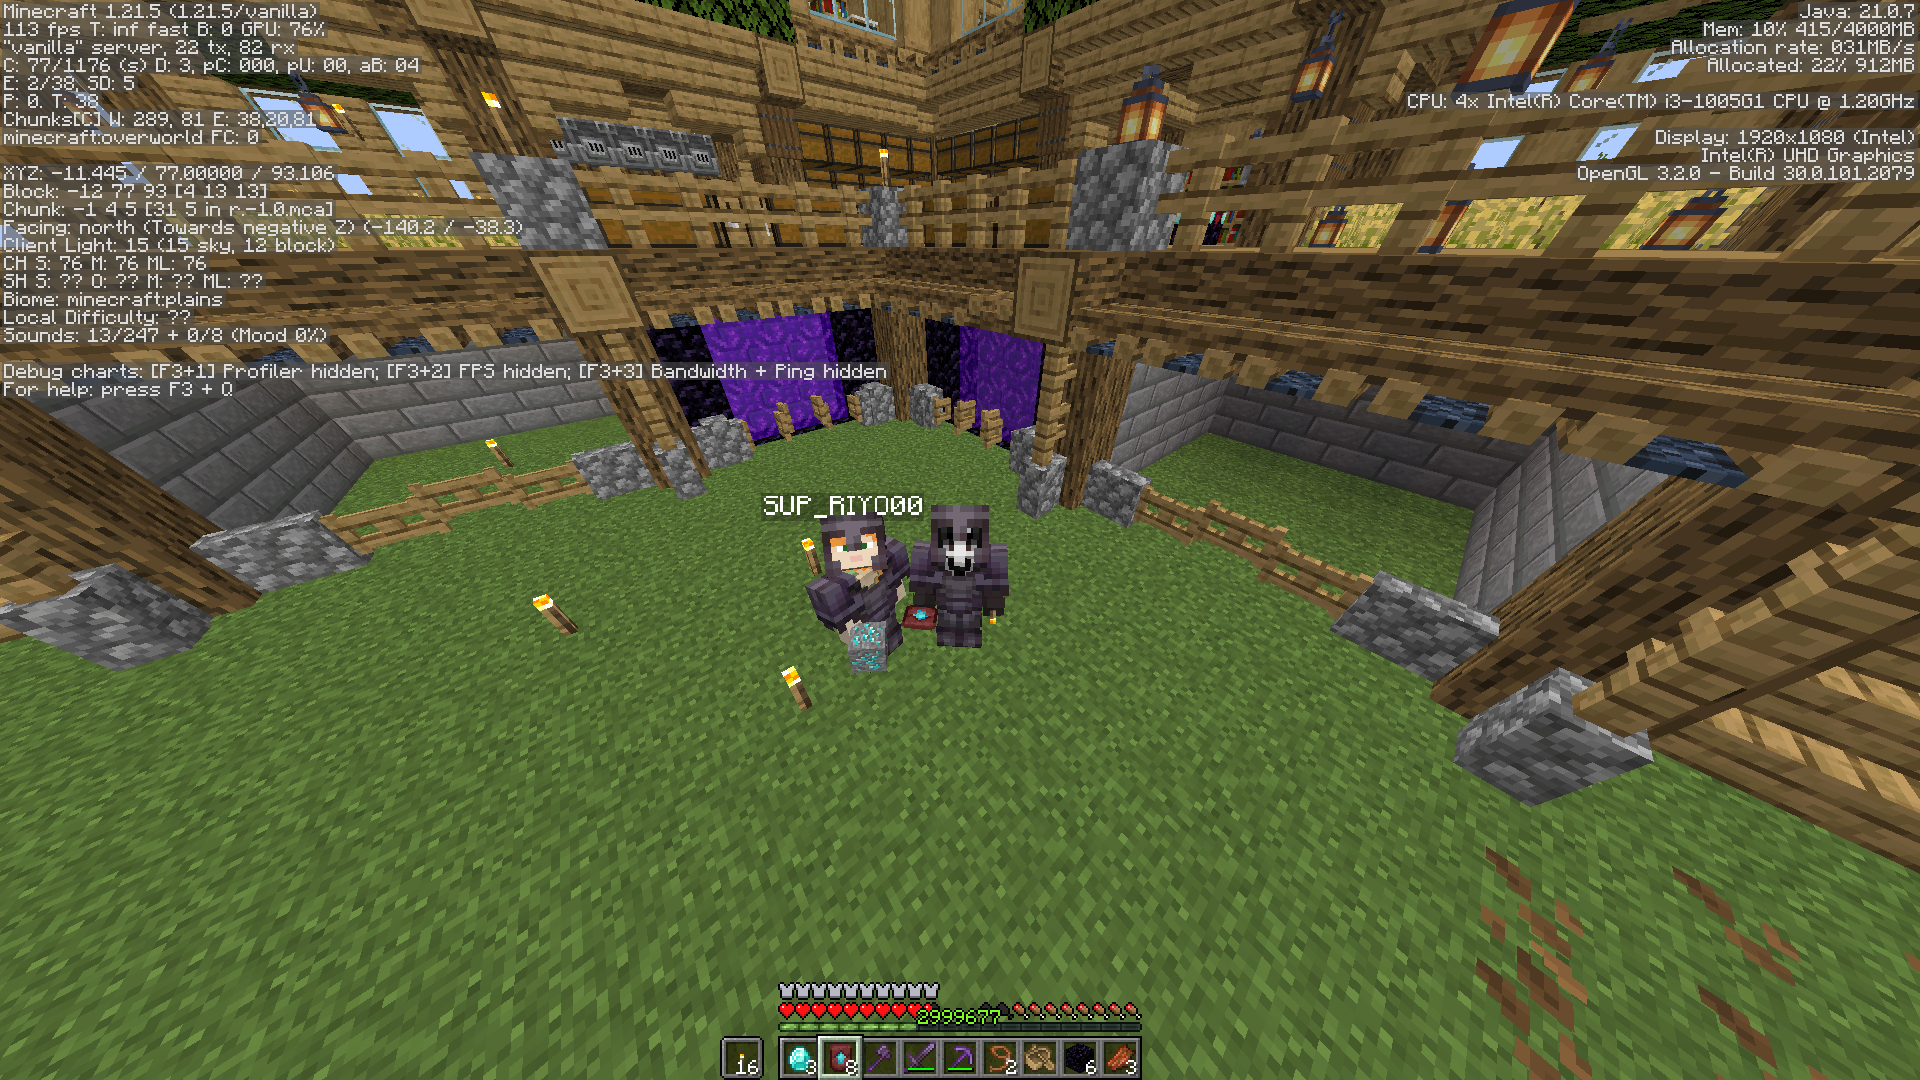 Minecraft 1.21.5 (1.21.5/vanilla)
113 fps T: inf fast B: 0 GPU: 76%
"vanilla" server, 22 tx, 82 rx
C: 77/1176 (s) D: 3, pC: 000, pU: 00, aB: 04
E: 2/38, SD: 5
P: 0. T: 38
Chunks[C] W: 289, 81 E: 38,20,81
minecraft:overworld FC: 0
XYZ: -11.445 / 77.00000 / 93.106
Block: -12 77 93 [4 13 13]
Chunk: -1 4 5 [31 5 in r.-1.0.mca]
Facing: north (Towards negative Z) (-140.2 / -38.3)
Client Light: 15 (15 sky, 12 block)
CH S: 76 M: 76 ML: 76
SH S: ?? O: ?? M: ?? ML: ??
Biome: minecraft:plains
Local Difficulty: ??
Sounds: 13/247 + 0/8 (Mood 0%)
Debug charts: [F3+1] Profiler hidden; [F3+2] FPS hidden; [F3+3] Bandwidth + Ping hidden
For help: press F3 + Q
Java: 21.0.7
Mem: 10% 415/4000MB
Allocation rate: 031MB/s
Allocated: 22% 912MB
CPU: 4x Intel(R) Core(TM) i3-1005G1 CPU @ 1.20GHz
Display: 1920x1080 (Intel)
Intel(R) UHD Graphics
OpenGL 3.2.0 - Build 30.0.101.2079
SUP_RIYO00
2999677
16 3 8 2 6 3